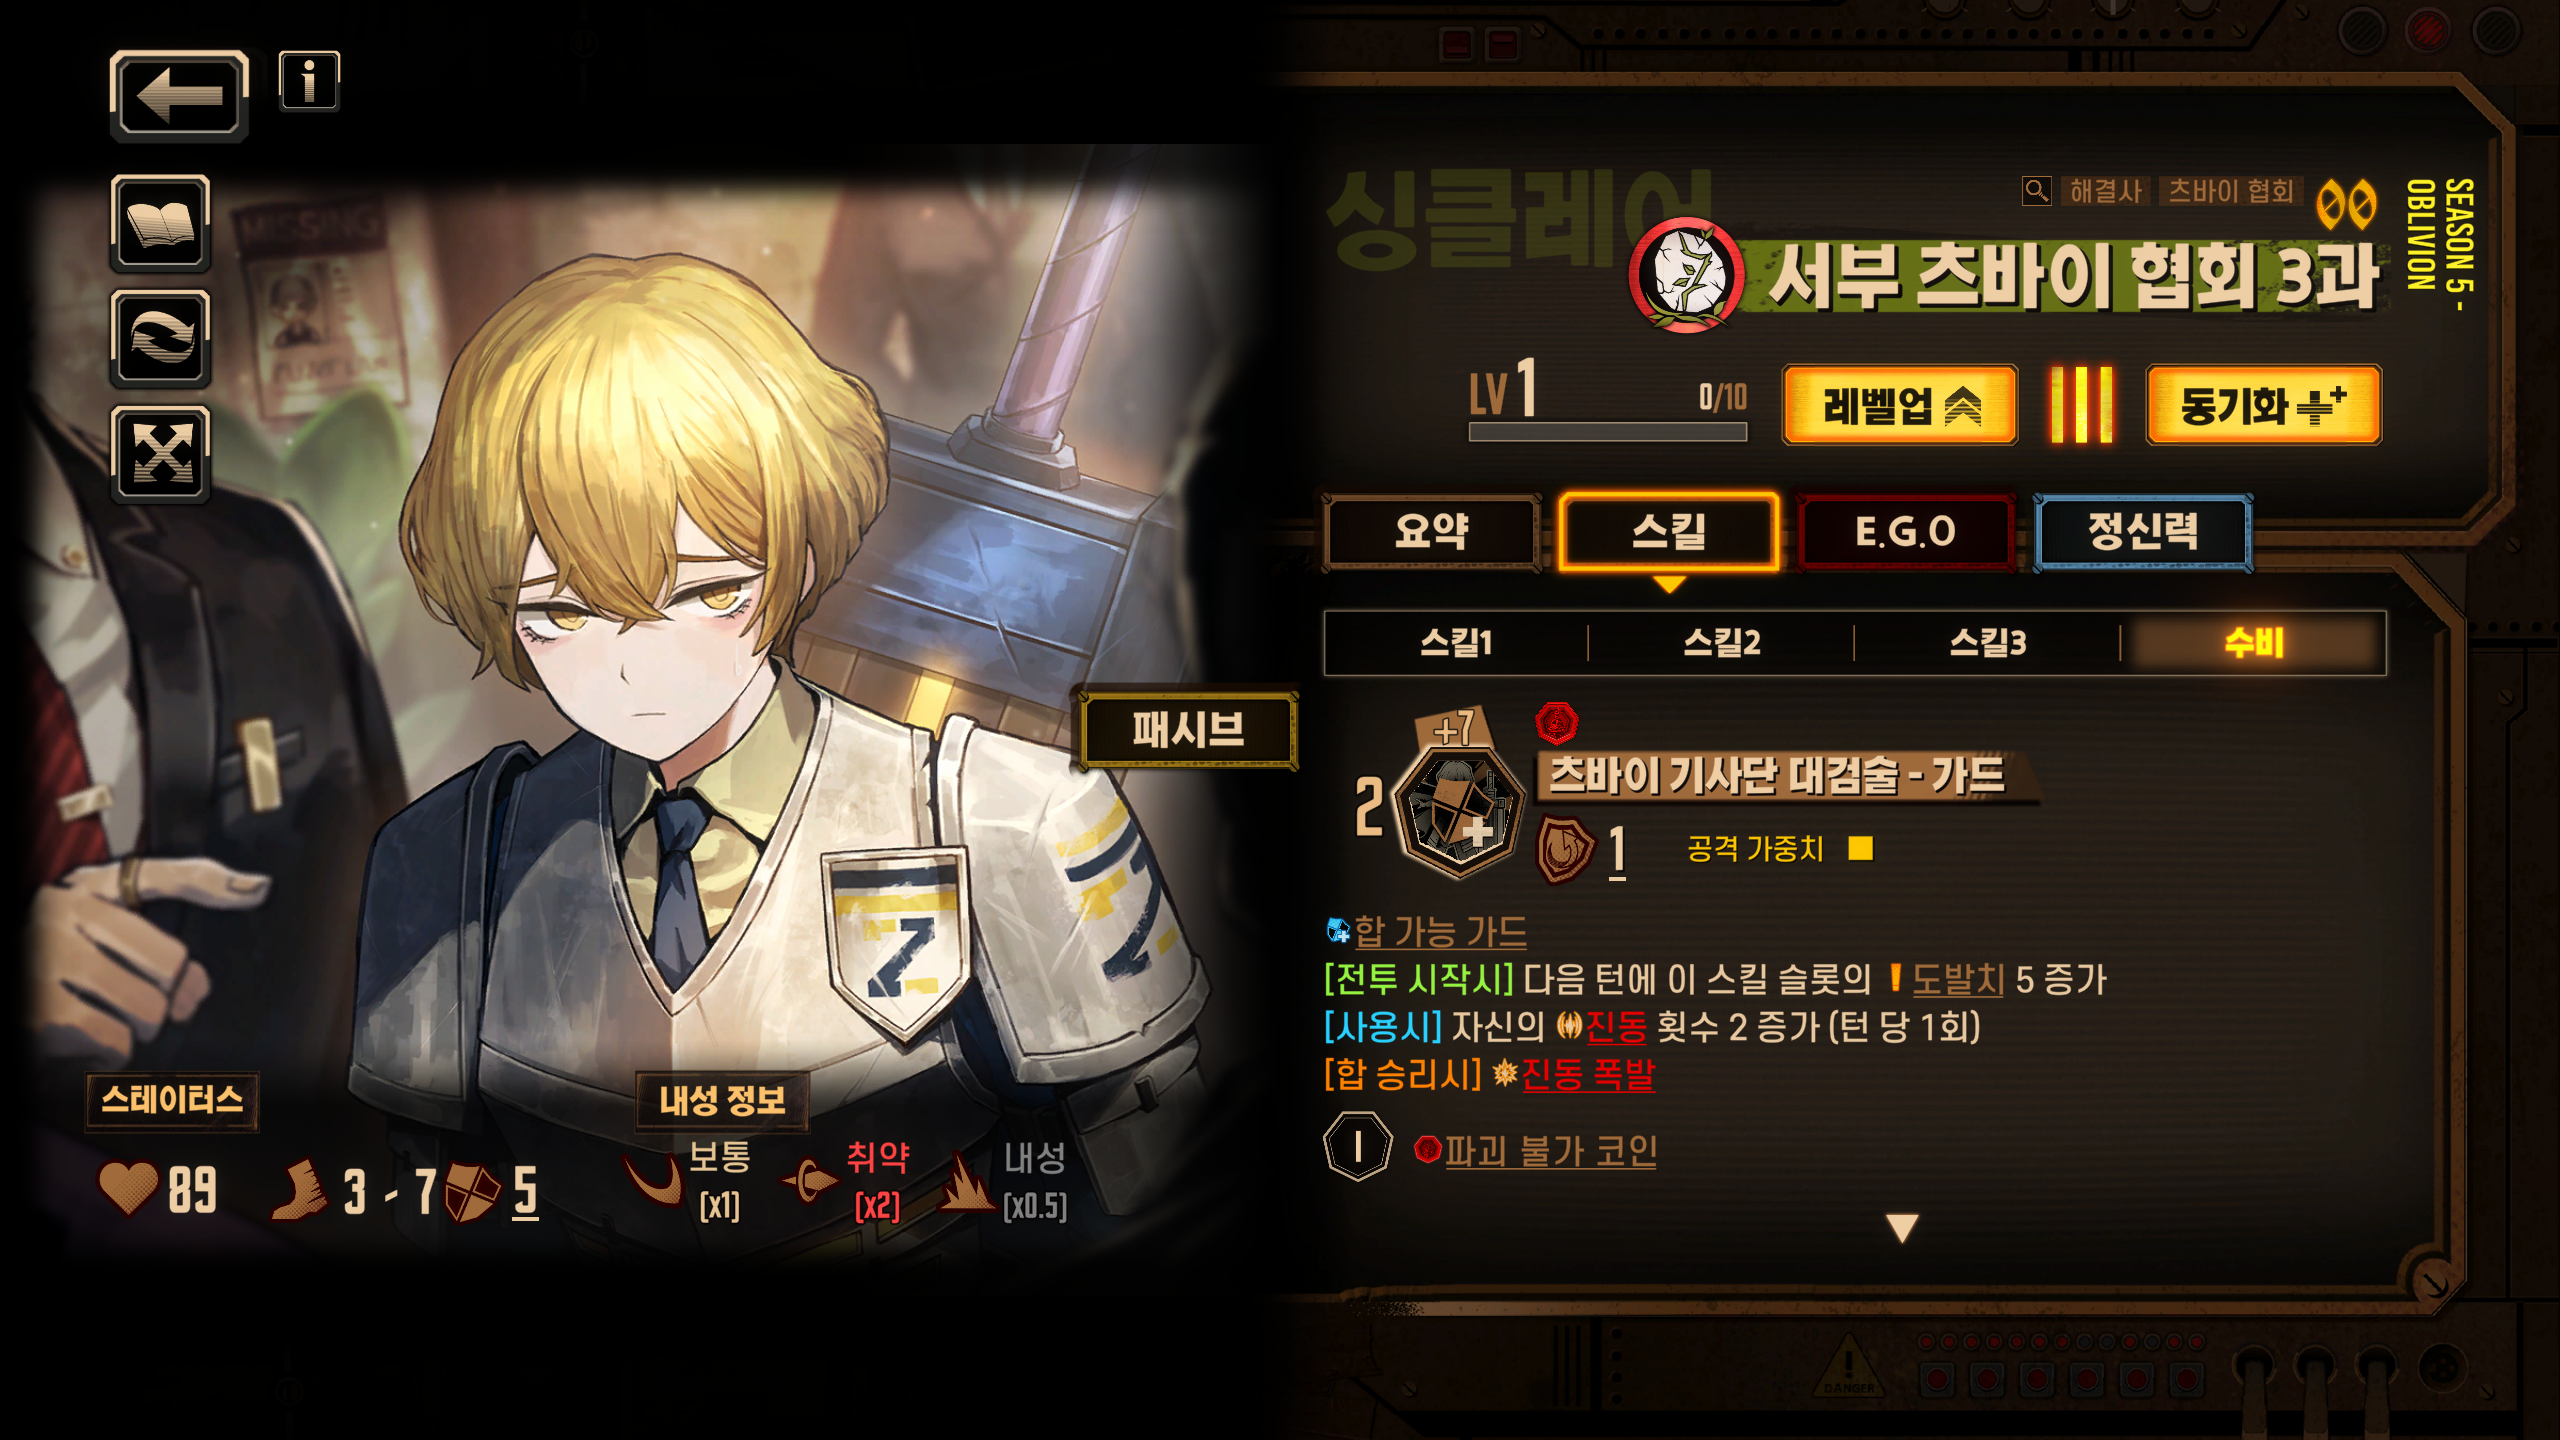 MISSING
싱클레어
해결사 츠바이 협회
SEASON 5 -
OBLIVION
서부 츠바이 협회 3과
LV 1
0/10
레벨업
동기화
요약
스킬
E.G.O
정신력
스킬1
스킬2
스킬3
수비
패시브
+7
2
츠바이 기사단 대검술 - 가드
1
공격 가중치
합 가능 가드
[전투 시작시] 다음 턴에 이 스킬 슬롯의 도발치 5 증가
[사용시] 자신의 진동 횟수 2 증가 (턴 당 1회)
[합 승리시] 진동 폭발
I
파괴 불가 코인
스테이터스
89
3 - 7
5
내성 정보
보통
[x1]
취약
[x2]
내성
[x0.5]
Z
DANGER